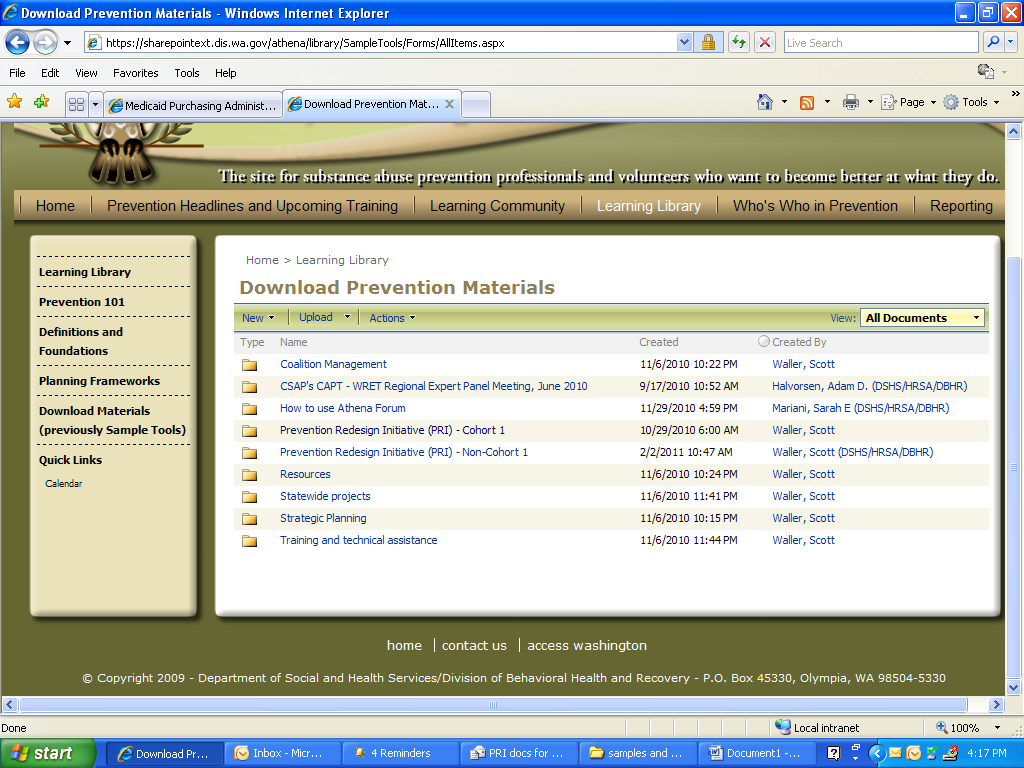 Download Prevention Materials - Windows Internet Explorer
https://sharepointext.dis.wa.gov/athena/library/SampleTools/Forms/AllItems.aspx
Live Search
File Edit View Favorites Tools Help
Medicaid Purchasing Administ... Download Prevention Mat... Page Tools
The site for substance abuse prevention professionals and volunteers who want to become better at what they do.
Home Prevention Headlines and Upcoming Training Learning Community Learning Library Who's Who in Prevention Reporting
Learning Library
Prevention 101
Definitions and
Foundations
Planning Frameworks
Download Materials
(previously Sample Tools)
Quick Links
Calendar
Home > Learning Library
Download Prevention Materials
New Upload Actions View: All Documents
Type Name Created Created By
Coalition Management 11/6/2010 10:22 PM Waller, Scott
CSAP's CAPT - WRET Regional Expert Panel Meeting, June 2010 9/17/2010 10:52 AM Halvorsen, Adam D. (DSHS/HRSA/DBHR)
How to use Athena Forum 11/29/2010 4:59 PM Mariani, Sarah E (DSHS/HRSA/DBHR)
Prevention Redesign Initiative (PRI) - Cohort 1 10/29/2010 6:00 AM Waller, Scott
Prevention Redesign Initiative (PRI) - Non-Cohort 1 2/2/2011 10:47 AM Waller, Scott (DSHS/HRSA/DBHR)
Resources 11/6/2010 10:24 PM Waller, Scott
Statewide projects 11/6/2010 11:41 PM Waller, Scott
Strategic Planning 11/6/2010 10:15 PM Waller, Scott
Training and technical assistance 11/6/2010 11:44 PM Waller, Scott
home contact us access washington
© Copyright 2009 - Department of Social and Health Services/Division of Behavioral Health and Recovery - P.O. Box 45330, Olympia, WA 98504-5330
Done Local intranet 100%
start Download Pr... Inbox - Micr... 4 Reminders PRI docs for ... samples and ... Document1 -... 4:17 PM